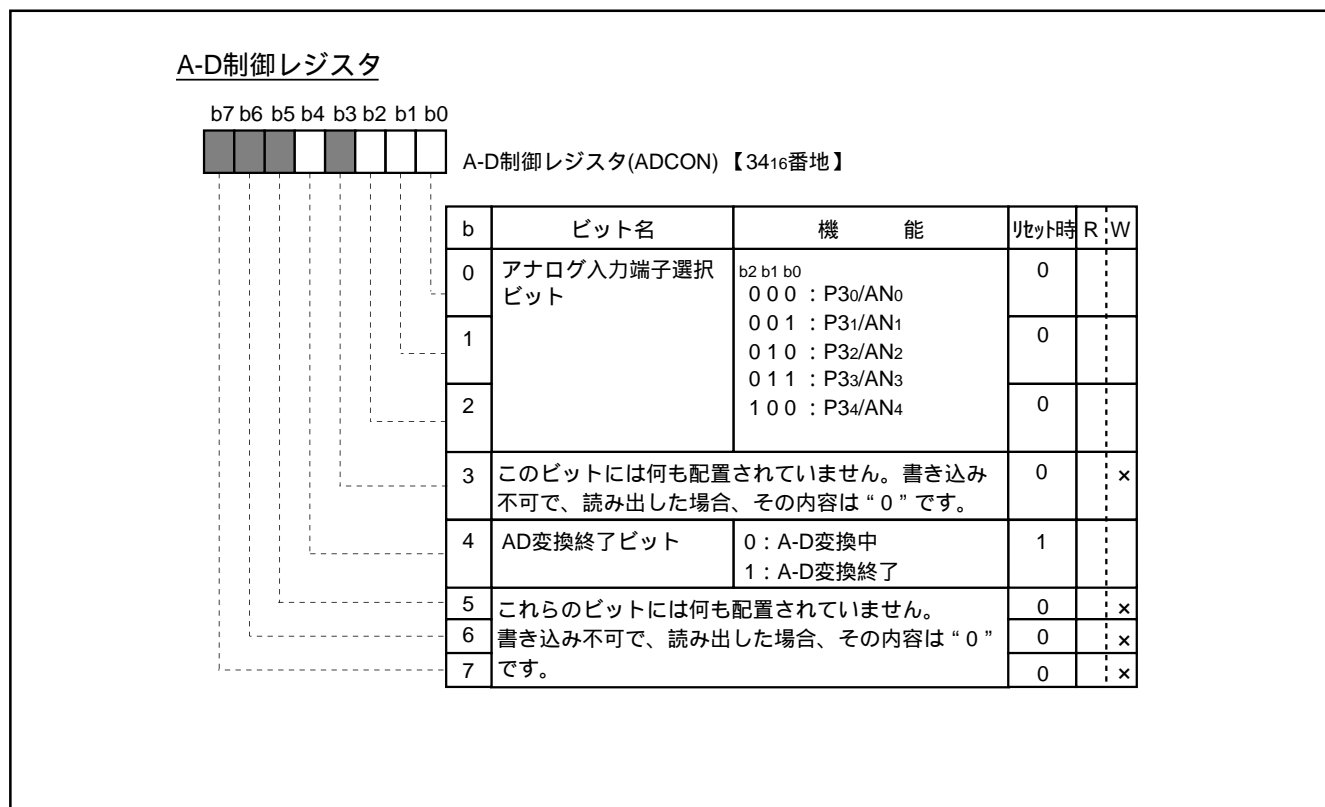 A-D制御レジスタ
b7 b6 b5 b4 b3 b2 b1 b0
A-D制御レジスタ(ADCON)【3416番地】
b ビット名 機 能 リセット時 R W
0 アナログ入力端子選択ビット b2 b1 b0 0
0 0 0 : P30/AN0
1 0 0 1 : P31/AN1 0
0 1 0 : P32/AN2
0 1 1 : P33/AN3
2 1 0 0 : P34/AN4 0
3 このビットには何も配置されていません。書き込み 0 ×
不可で、読み出した場合、その内容は“0”です。
4 AD変換終了ビット 0:A-D変換中 1
1:A-D変換終了
5 これらのビットには何も配置されていません。 0 ×
6 書き込み不可で、読み出した場合、その内容は“0” 0 ×
7 です。 0 ×